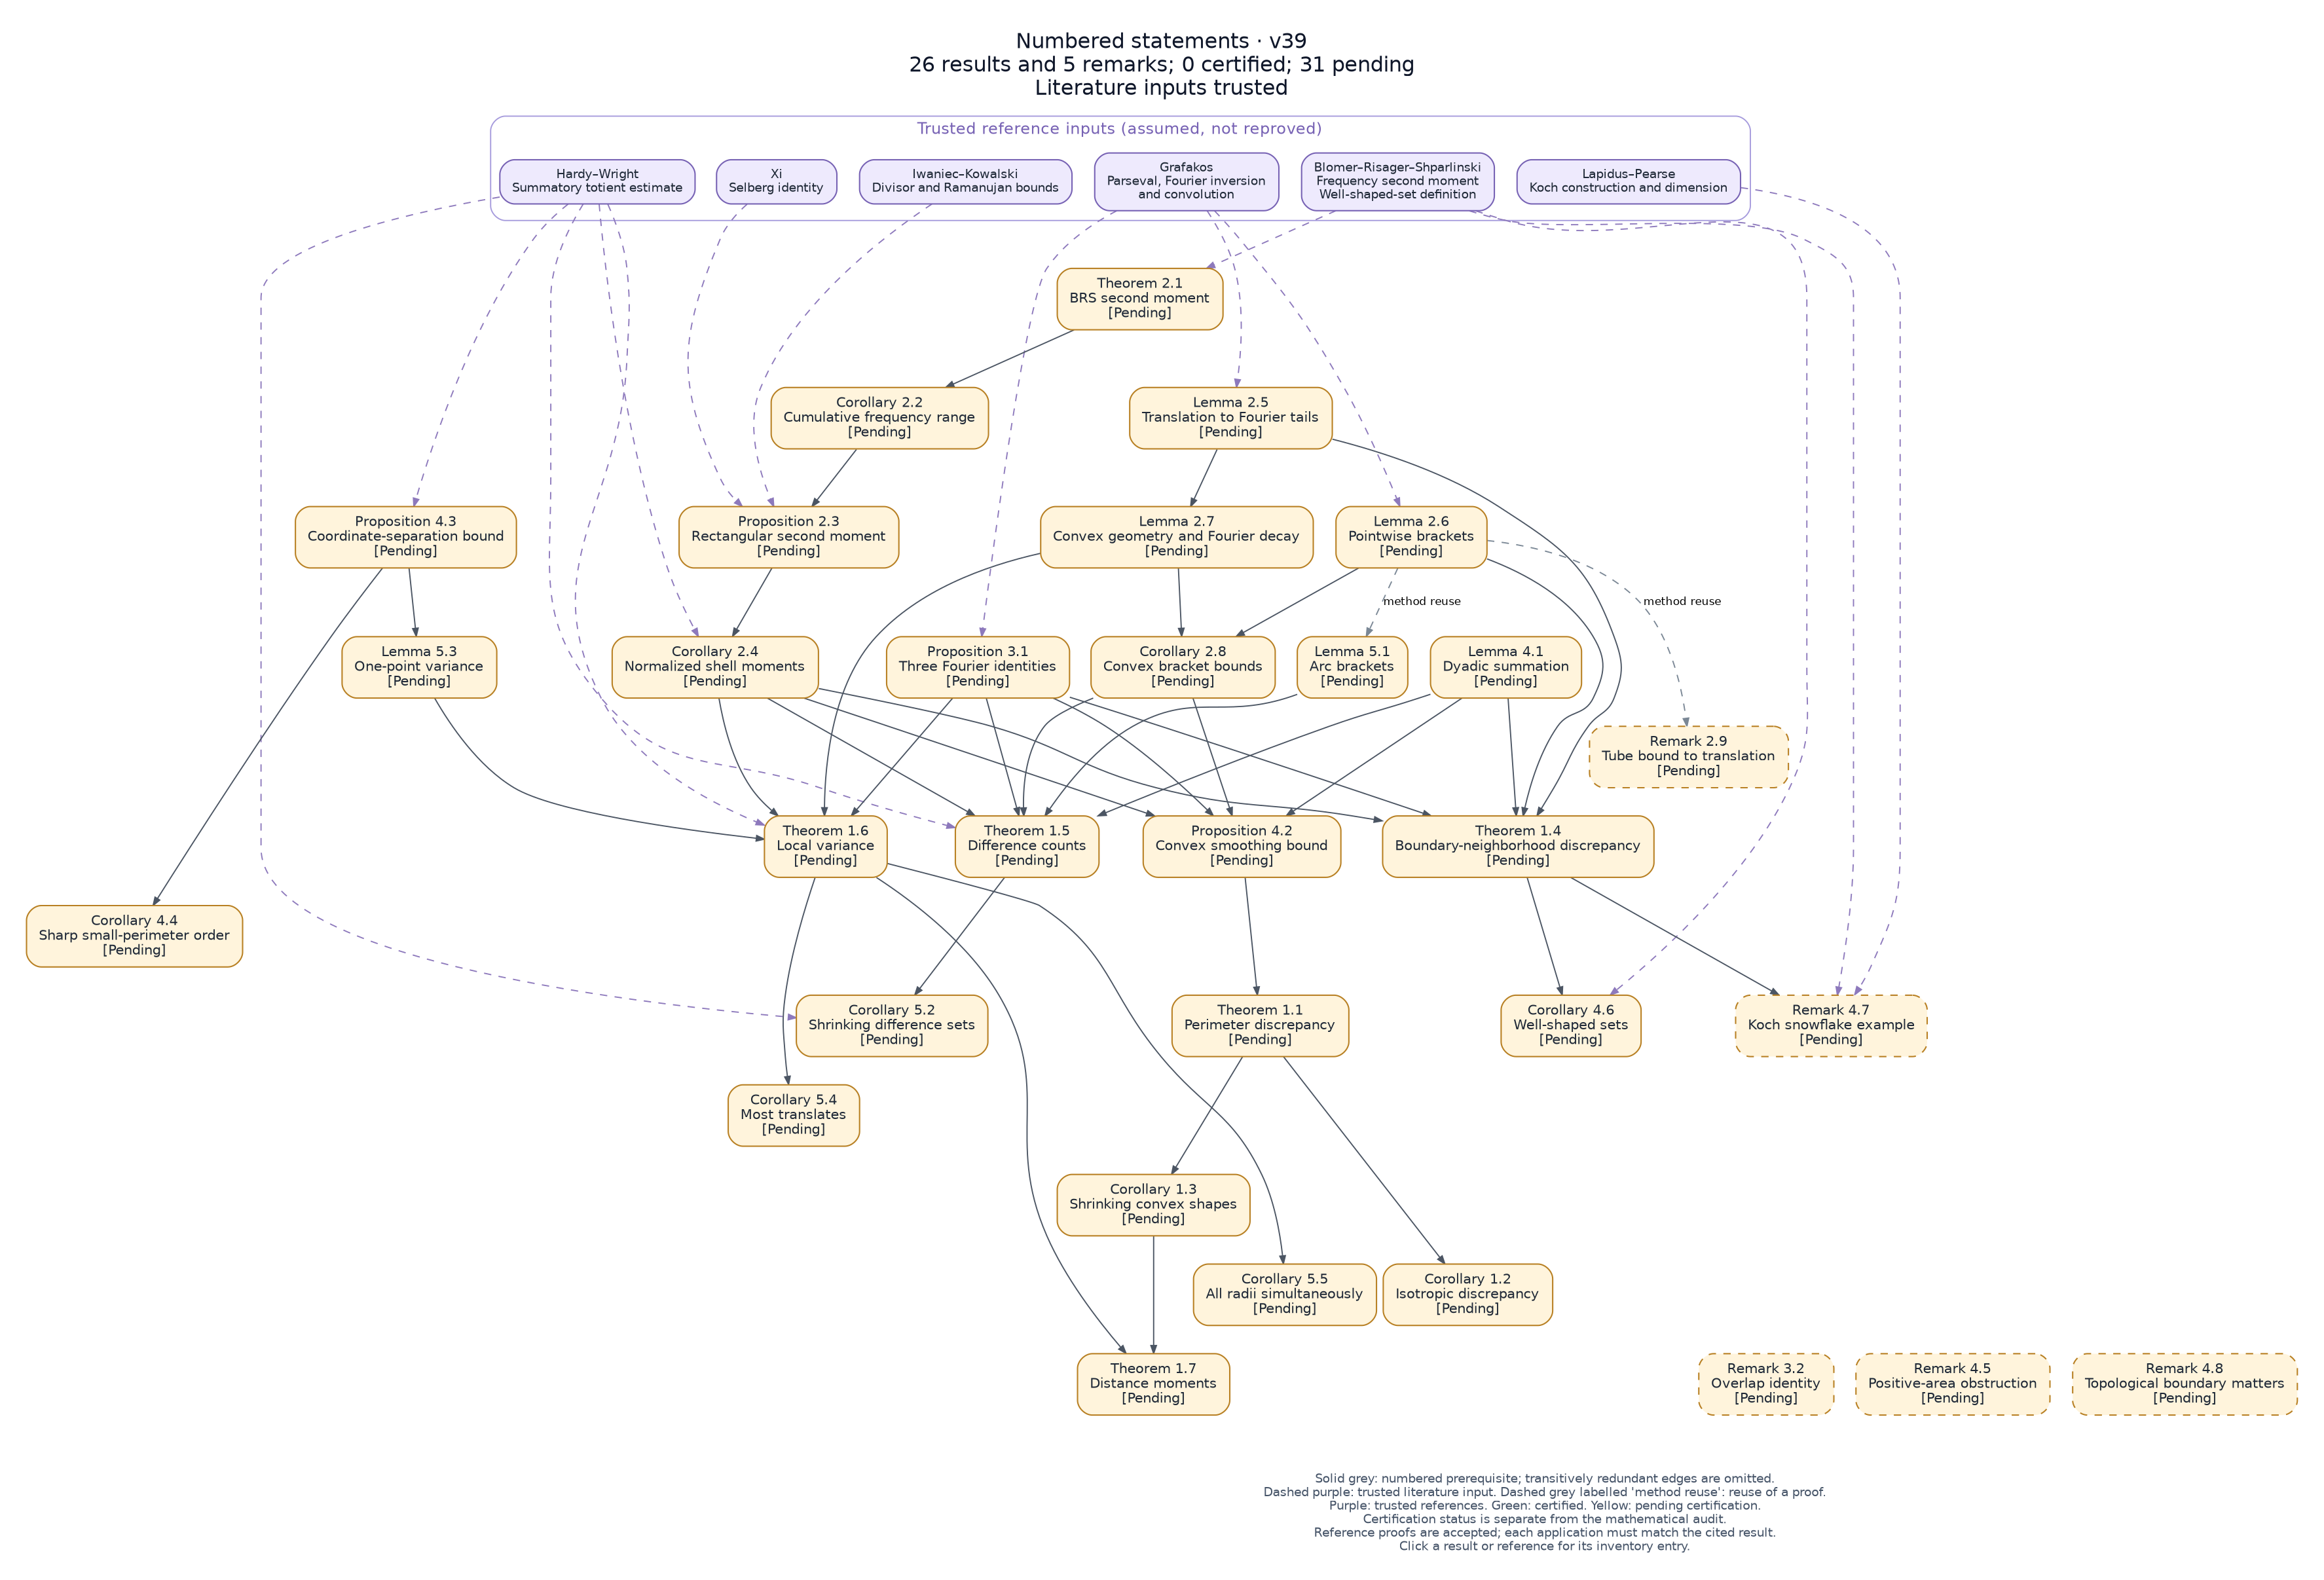 Numbered statements · v39
26 results and 5 remarks; 0 certified; 31 pending
Literature inputs trusted
Trusted reference inputs (assumed, not reproved)
Hardy–Wright
Summatory totient estimate
Xi
Selberg identity
Iwaniec–Kowalski
Divisor and Ramanujan bounds
Grafakos
Parseval, Fourier inversion
and convolution
Blomer–Risager–Shparlinski
Frequency second moment
Well-shaped-set definition
Lapidus–Pearse
Koch construction and dimension
Theorem 2.1
BRS second moment
[Pending]
Corollary 2.2
Cumulative frequency range
[Pending]
Lemma 2.5
Translation to Fourier tails
[Pending]
Proposition 4.3
Coordinate-separation bound
[Pending]
Proposition 2.3
Rectangular second moment
[Pending]
Lemma 2.7
Convex geometry and Fourier decay
[Pending]
Lemma 2.6
Pointwise brackets
[Pending]
method reuse
method reuse
Lemma 5.3
One-point variance
[Pending]
Corollary 2.4
Normalized shell moments
[Pending]
Proposition 3.1
Three Fourier identities
[Pending]
Corollary 2.8
Convex bracket bounds
[Pending]
Lemma 5.1
Arc brackets
[Pending]
Lemma 4.1
Dyadic summation
[Pending]
Remark 2.9
Tube bound to translation
[Pending]
Theorem 1.6
Local variance
[Pending]
Theorem 1.5
Difference counts
[Pending]
Proposition 4.2
Convex smoothing bound
[Pending]
Theorem 1.4
Boundary-neighborhood discrepancy
[Pending]
Corollary 4.4
Sharp small-perimeter order
[Pending]
Corollary 5.2
Shrinking difference sets
[Pending]
Theorem 1.1
Perimeter discrepancy
[Pending]
Corollary 4.6
Well-shaped sets
[Pending]
Remark 4.7
Koch snowflake example
[Pending]
Corollary 5.4
Most translates
[Pending]
Corollary 1.3
Shrinking convex shapes
[Pending]
Corollary 5.5
All radii simultaneously
[Pending]
Corollary 1.2
Isotropic discrepancy
[Pending]
Theorem 1.7
Distance moments
[Pending]
Remark 3.2
Overlap identity
[Pending]
Remark 4.5
Positive-area obstruction
[Pending]
Remark 4.8
Topological boundary matters
[Pending]
Solid grey: numbered prerequisite; transitively redundant edges are omitted.
Dashed purple: trusted literature input. Dashed grey labelled 'method reuse': reuse of a proof.
Purple: trusted references. Green: certified. Yellow: pending certification.
Certification status is separate from the mathematical audit.
Reference proofs are accepted; each application must match the cited result.
Click a result or reference for its inventory entry.